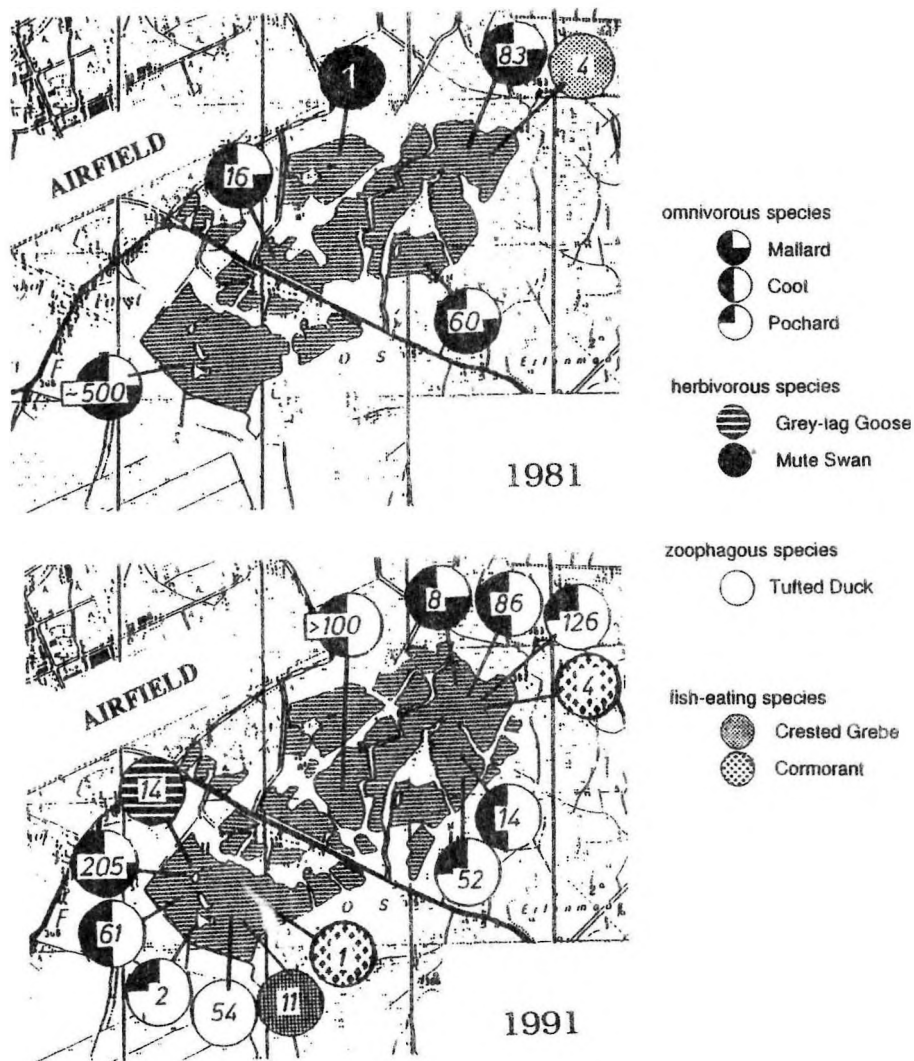 1
83
4
AIRFIELD
16
Forst
F
60
~500
O S
L
1981
omnivorous species
Mallard
Coot
Pochard
herbivorous species
Grey-lag Goose
Mute Swan
zoophagous species
Tufted Duck
fish-eating species
Crested Grebe
Cormorant
>100
8
86
126
AIRFIELD
4
14
14
205
52
F
61
O S
1
2
54
11
1991